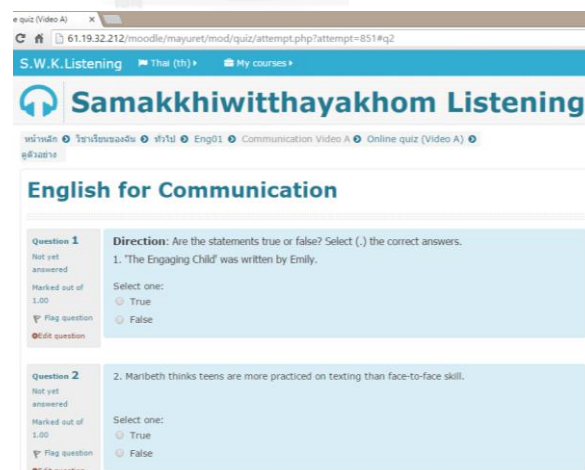 e quiz (Video A) ×
61.19.32.212/moodle/mayuret/mod/quiz/attempt.php?attempt=851#q2
S.W.K.Listening Thai (th) My courses
Samakkhiwitthayakhom Listening
หน้าหลัก วิชาเรียนของฉัน ทั่วไป Eng01 Communication Video A Online quiz (Video A)
ดูตัวอย่าง
English for Communication
Question 1
Not yet
answered
Marked out of
1.00
Flag question
Edit question
Direction: Are the statements true or false? Select (.) the correct answers.
1. 'The Engaging Child' was written by Emily.
Select one:
True
False
Question 2
Not yet
answered
Marked out of
1.00
Flag question
Edit question
2. Maribeth thinks teens are more practiced on texting than face-to-face skill.
Select one:
True
False